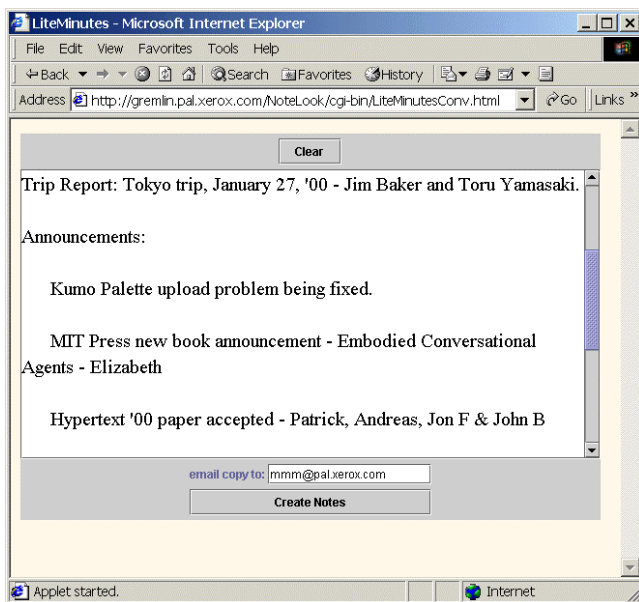 LiteMinutes - Microsoft Internet Explorer
File Edit View Favorites Tools Help
Back Search Favorites History
Address http://gremlin.pal.xerox.com/NoteLook/cgi-bin/LiteMinutesConv.html Go Links »
Clear
Trip Report: Tokyo trip, January 27, '00 - Jim Baker and Toru Yamasaki.
Announcements:
Kumo Palette upload problem being fixed.
MIT Press new book announcement - Embodied Conversational
Agents - Elizabeth
Hypertext '00 paper accepted - Patrick, Andreas, Jon F & John B
email copy to: mmm@pal.xerox.com
Create Notes
Applet started. Internet